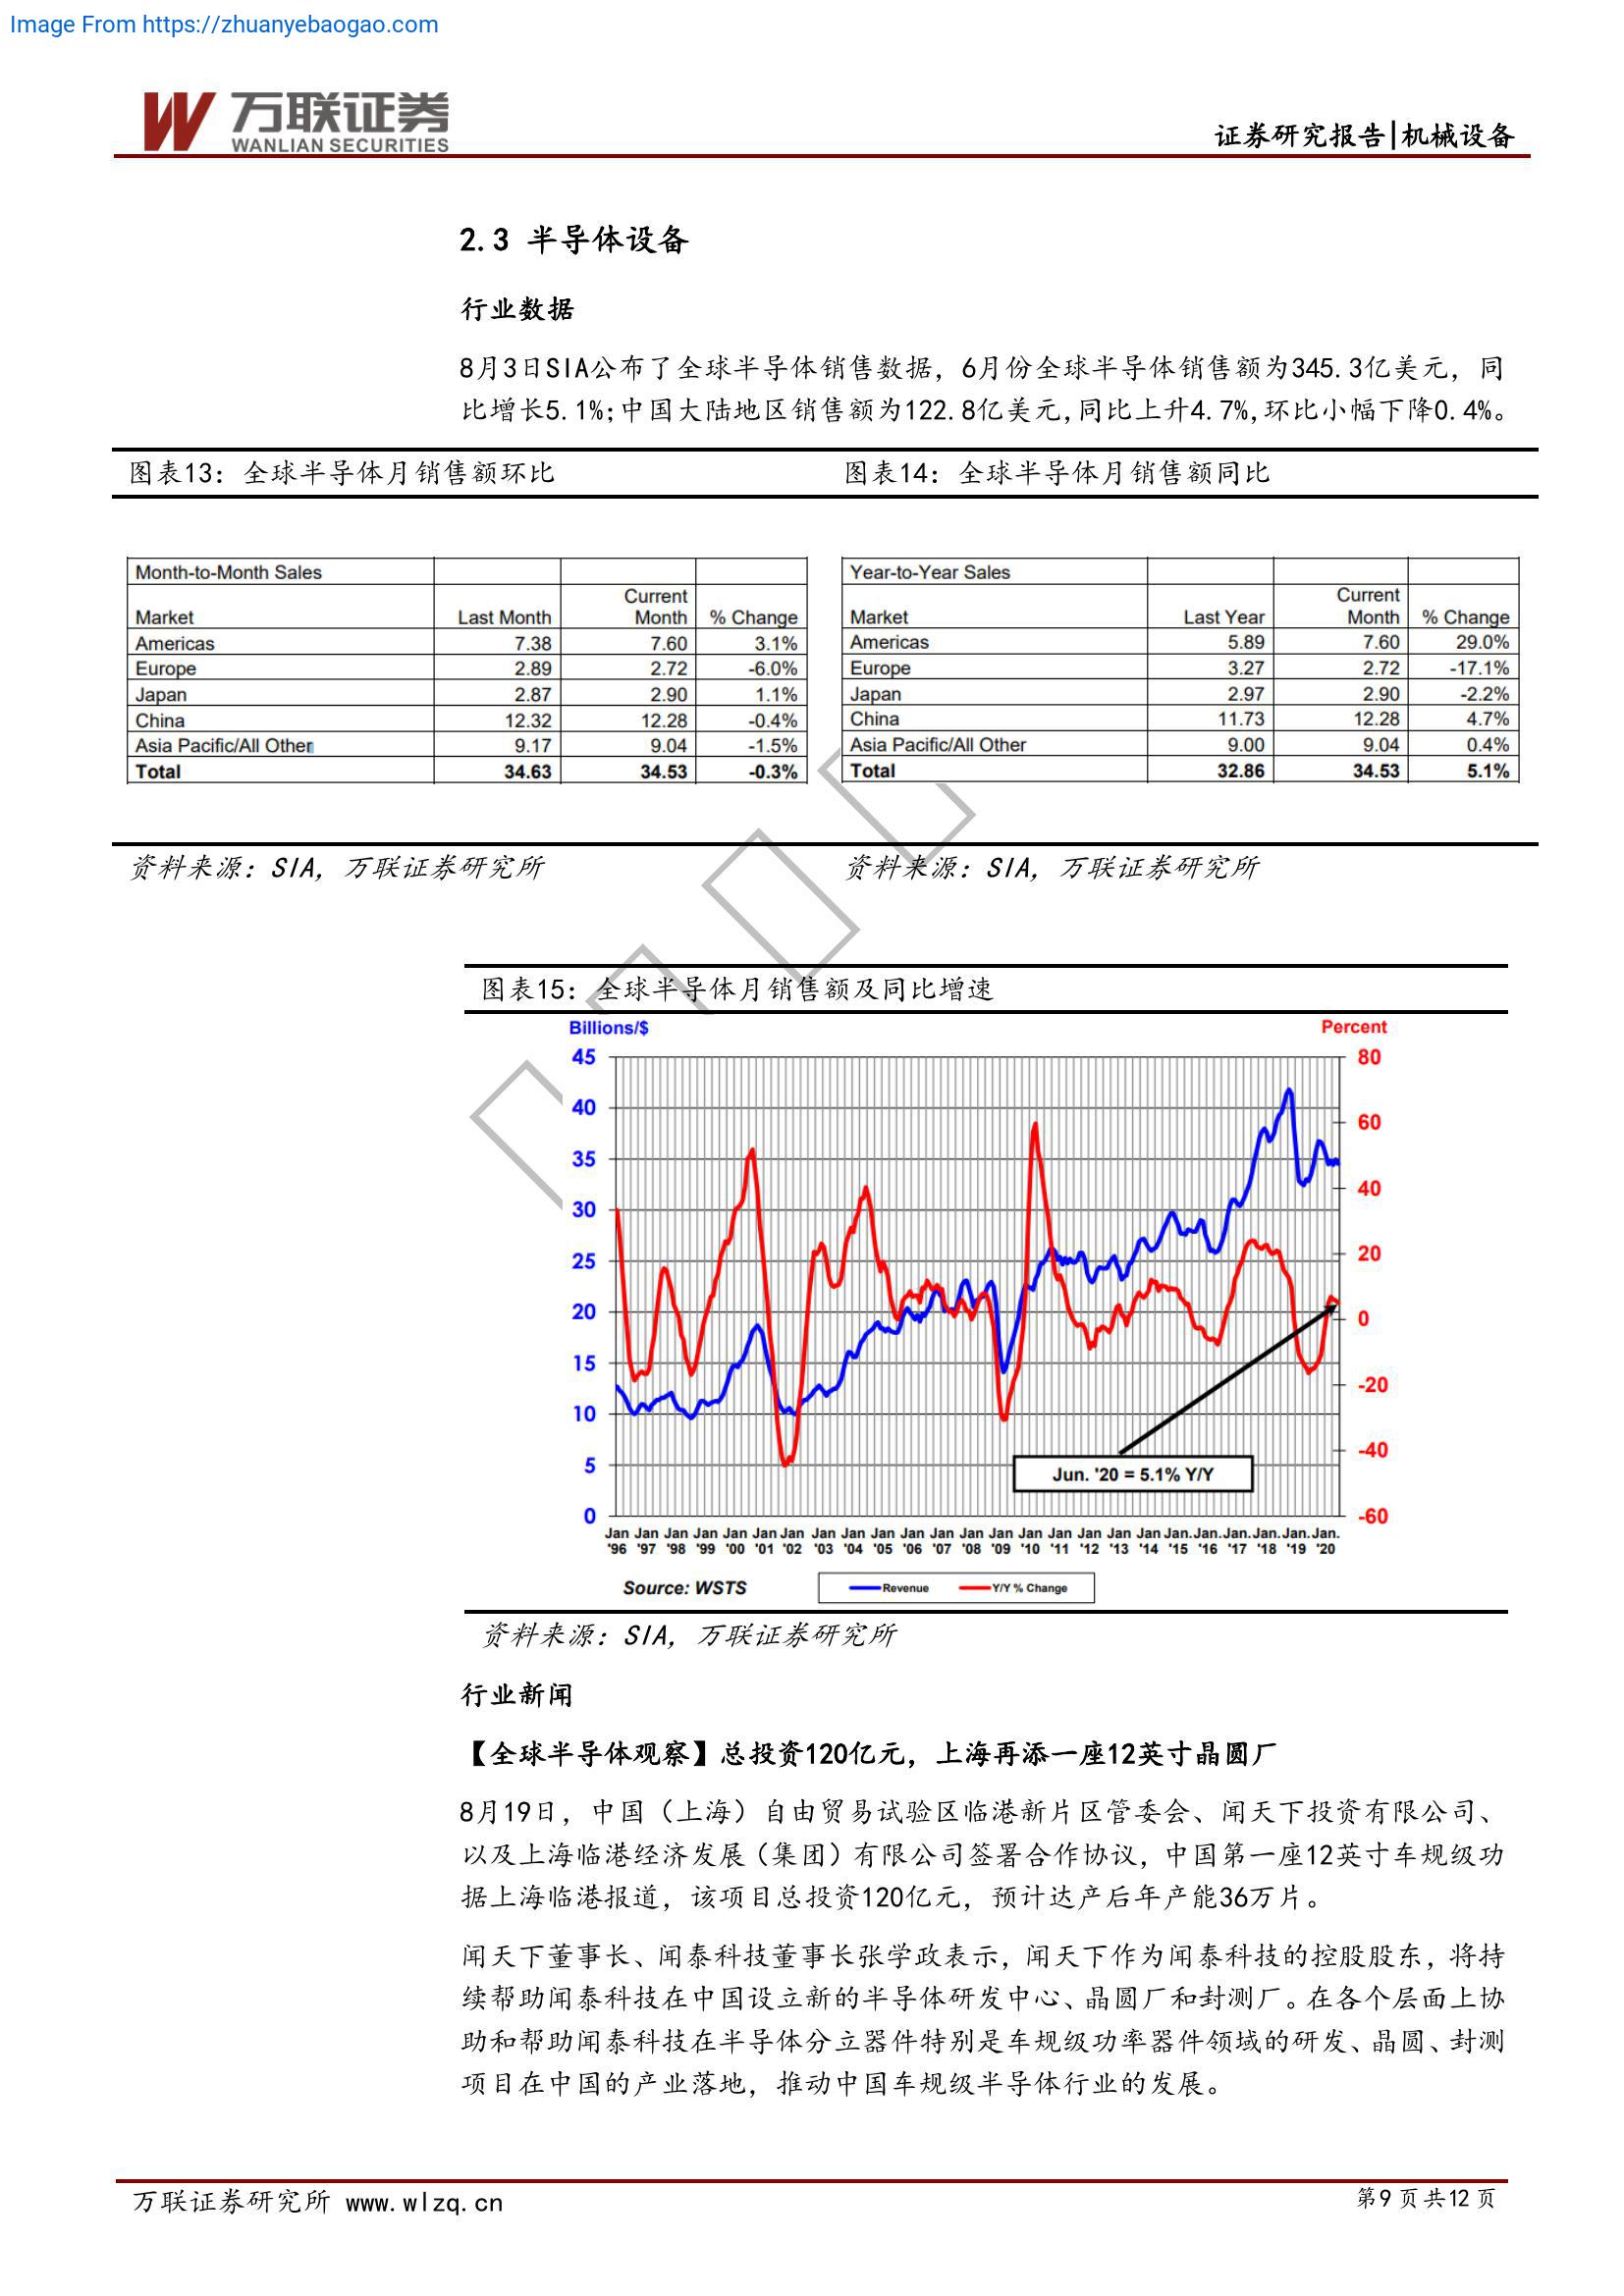 Image From https://zhuanyebaogao.com
万联证券
WANLIAN SECURITIES
证券研究报告|机械设备
2.3 半导体设备
行业数据
8月3日SIA公布了全球半导体销售数据，6月份全球半导体销售额为345.3亿美元，同
比增长5.1%;中国大陆地区销售额为122.8亿美元,同比上升4.7%,环比小幅下降0.4%。
图表13：全球半导体月销售额环比
Month-to-Month Sales
Market Last Month Current Month % Change
Americas 7.38 7.60 3.1%
Europe 2.89 2.72 -6.0%
Japan 2.87 2.90 1.1%
China 12.32 12.28 -0.4%
Asia Pacific/All Other 9.17 9.04 -1.5%
Total 34.63 34.53 -0.3%
资料来源：SIA，万联证券研究所
图表14：全球半导体月销售额同比
Year-to-Year Sales
Market Last Year Current Month % Change
Americas 5.89 7.60 29.0%
Europe 3.27 2.72 -17.1%
Japan 2.97 2.90 -2.2%
China 11.73 12.28 4.7%
Asia Pacific/All Other 9.00 9.04 0.4%
Total 32.86 34.53 5.1%
资料来源：SIA，万联证券研究所
图表15：全球半导体月销售额及同比增速
Billions/$ Percent
45 80
40 60
35 40
30 20
25 0
20 -20
15 -40
10 -60
5
0
Jun. '20 = 5.1% Y/Y
Jan Jan Jan Jan Jan Jan Jan Jan Jan Jan Jan Jan Jan Jan Jan Jan Jan Jan Jan Jan. Jan. Jan. Jan. Jan. Jan.
'96 '97 '98 '99 '00 '01 '02 '03 '04 '05 '06 '07 '08 '09 '10 '11 '12 '13 '14 '15 '16 '17 '18 '19 '20
Source: WSTS Revenue Y/Y % Change
资料来源：SIA，万联证券研究所
行业新闻
【全球半导体观察】总投资120亿元，上海再添一座12英寸晶圆厂
8月19日，中国（上海）自由贸易试验区临港新片区管委会、闻天下投资有限公司、
以及上海临港经济发展（集团）有限公司签署合作协议，中国第一座12英寸车规级功
据上海临港报道，该项目总投资120亿元，预计达产后年产能36万片。
闻天下董事长、闻泰科技董事长张学政表示，闻天下作为闻泰科技的控股股东，将持
续帮助闻泰科技在中国设立新的半导体研发中心、晶圆厂和封测厂。在各个层面上协
助和帮助闻泰科技在半导体分立器件特别是车规级功率器件领域的研发、晶圆、封测
项目在中国的产业落地，推动中国车规级半导体行业的发展。
万联证券研究所 www.wlzq.cn
第9页共12页